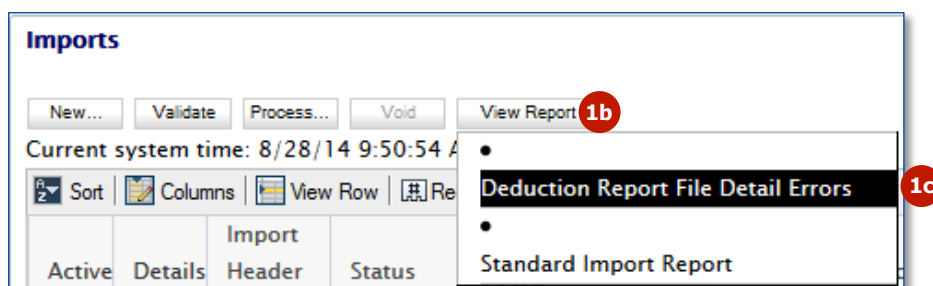 Imports
New... Validate Process... Void View Report 1b
Current system time: 8/28/14 9:50:54 A
Sort Columns View Row Re Deduction Report File Detail Errors 1c
Import
Active Details Header Status Standard Import Report